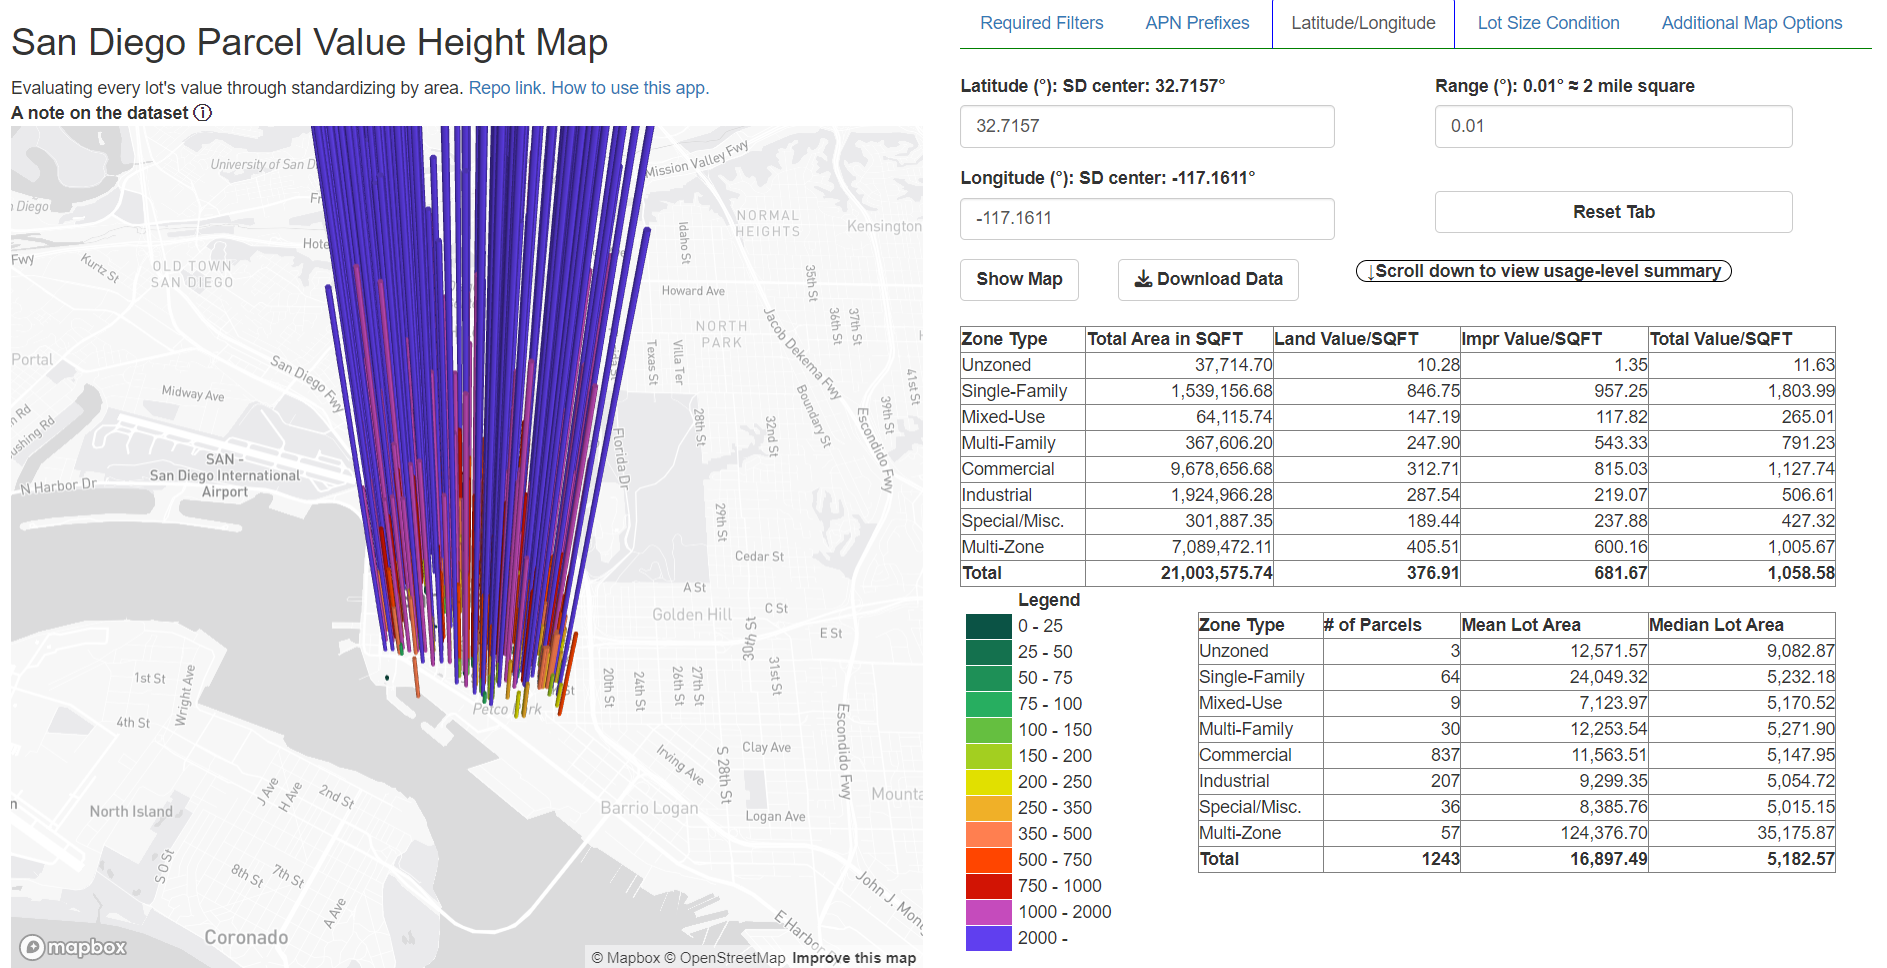 San Diego Parcel Value Height Map
Evaluating every lot's value through standardizing by area. Repo link. How to use this app.
A note on the dataset ⓘ
University of San D
Mission Valley Fwy
Diego
NORMAL
HEIGHTS
Kensington
Idaho St
Hote
Fwy
Kurtz St
OLD TOWN
SAN DIEGO
Howard Ave
35th St
36th St
37th St
NORTH
PARK
Jacob Dekema Fwy
Texas St
Villa Ter
Portal
San Diego Fwy
Midway Ave
41st St
Boundary St
39th St
28th St
32nd St
Escondido Fwy
Florida Dr
SAN -
San Diego International
Airport
N Harbor Dr
29th St
Cedar St
A St
Golden Hill
C St
30th St
E St
1st St
Wright Ave
20th St
24th St
26th St
27th St
31st St
4th St
Irving Ave
S 28th St
Clay Ave
Escondido Fwy
J Ave
H Ave
2nd St
North Island
Barrio Logan
Logan Ave
Mounta
S O St
8th St
7th St
A Ave
Coronado
John J. Mon
E Harbor
mapbox
© Mapbox © OpenStreetMap Improve this map
Required Filters APN Prefixes Latitude/Longitude Lot Size Condition Additional Map Options
Latitude (°): SD center: 32.7157° Range (°): 0.01° ≈ 2 mile square
32.7157 0.01
Longitude (°): SD center: -117.1611°
-117.1611 Reset Tab
Show Map Download Data ↓Scroll down to view usage-level summary
Zone Type Total Area in SQFT Land Value/SQFT Impr Value/SQFT Total Value/SQFT
Unzoned 37,714.70 10.28 1.35 11.63
Single-Family 1,539,156.68 846.75 957.25 1,803.99
Mixed-Use 64,115.74 147.19 117.82 265.01
Multi-Family 367,606.20 247.90 543.33 791.23
Commercial 9,678,656.68 312.71 815.03 1,127.74
Industrial 1,924,966.28 287.54 219.07 506.61
Special/Misc. 301,887.35 189.44 237.88 427.32
Multi-Zone 7,089,472.11 405.51 600.16 1,005.67
Total 21,003,575.74 376.91 681.67 1,058.58
Legend
0 - 25
25 - 50
50 - 75
75 - 100
100 - 150
150 - 200
200 - 250
250 - 350
350 - 500
500 - 750
750 - 1000
1000 - 2000
2000 -
Zone Type # of Parcels Mean Lot Area Median Lot Area
Unzoned 3 12,571.57 9,082.87
Single-Family 64 24,049.32 5,232.18
Mixed-Use 9 7,123.97 5,170.52
Multi-Family 30 12,253.54 5,271.90
Commercial 837 11,563.51 5,147.95
Industrial 207 9,299.35 5,054.72
Special/Misc. 36 8,385.76 5,015.15
Multi-Zone 57 124,376.70 35,175.87
Total 1243 16,897.49 5,182.57